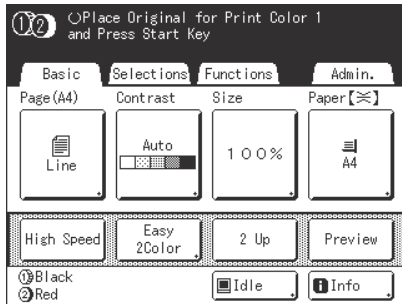 ①② ○Place Original for Print Color 1
and Press Start Key
Basic Selections Functions Admin.
Page(A4) Contrast Size Paper【≍】
Line Auto 100% A4
High Speed Easy 2Color 2 Up Preview
①Black
②Red
Idle Info